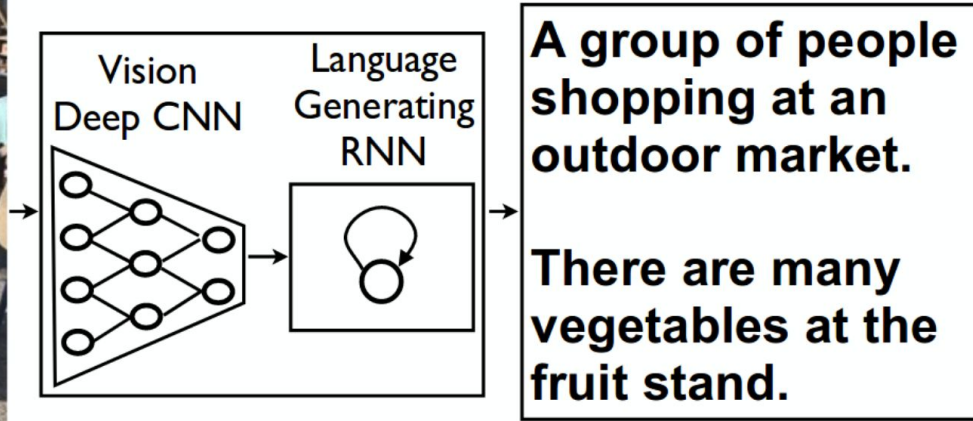 Vision
Deep CNN
Language
Generating
RNN
A group of people
shopping at an
outdoor market.
There are many
vegetables at the
fruit stand.